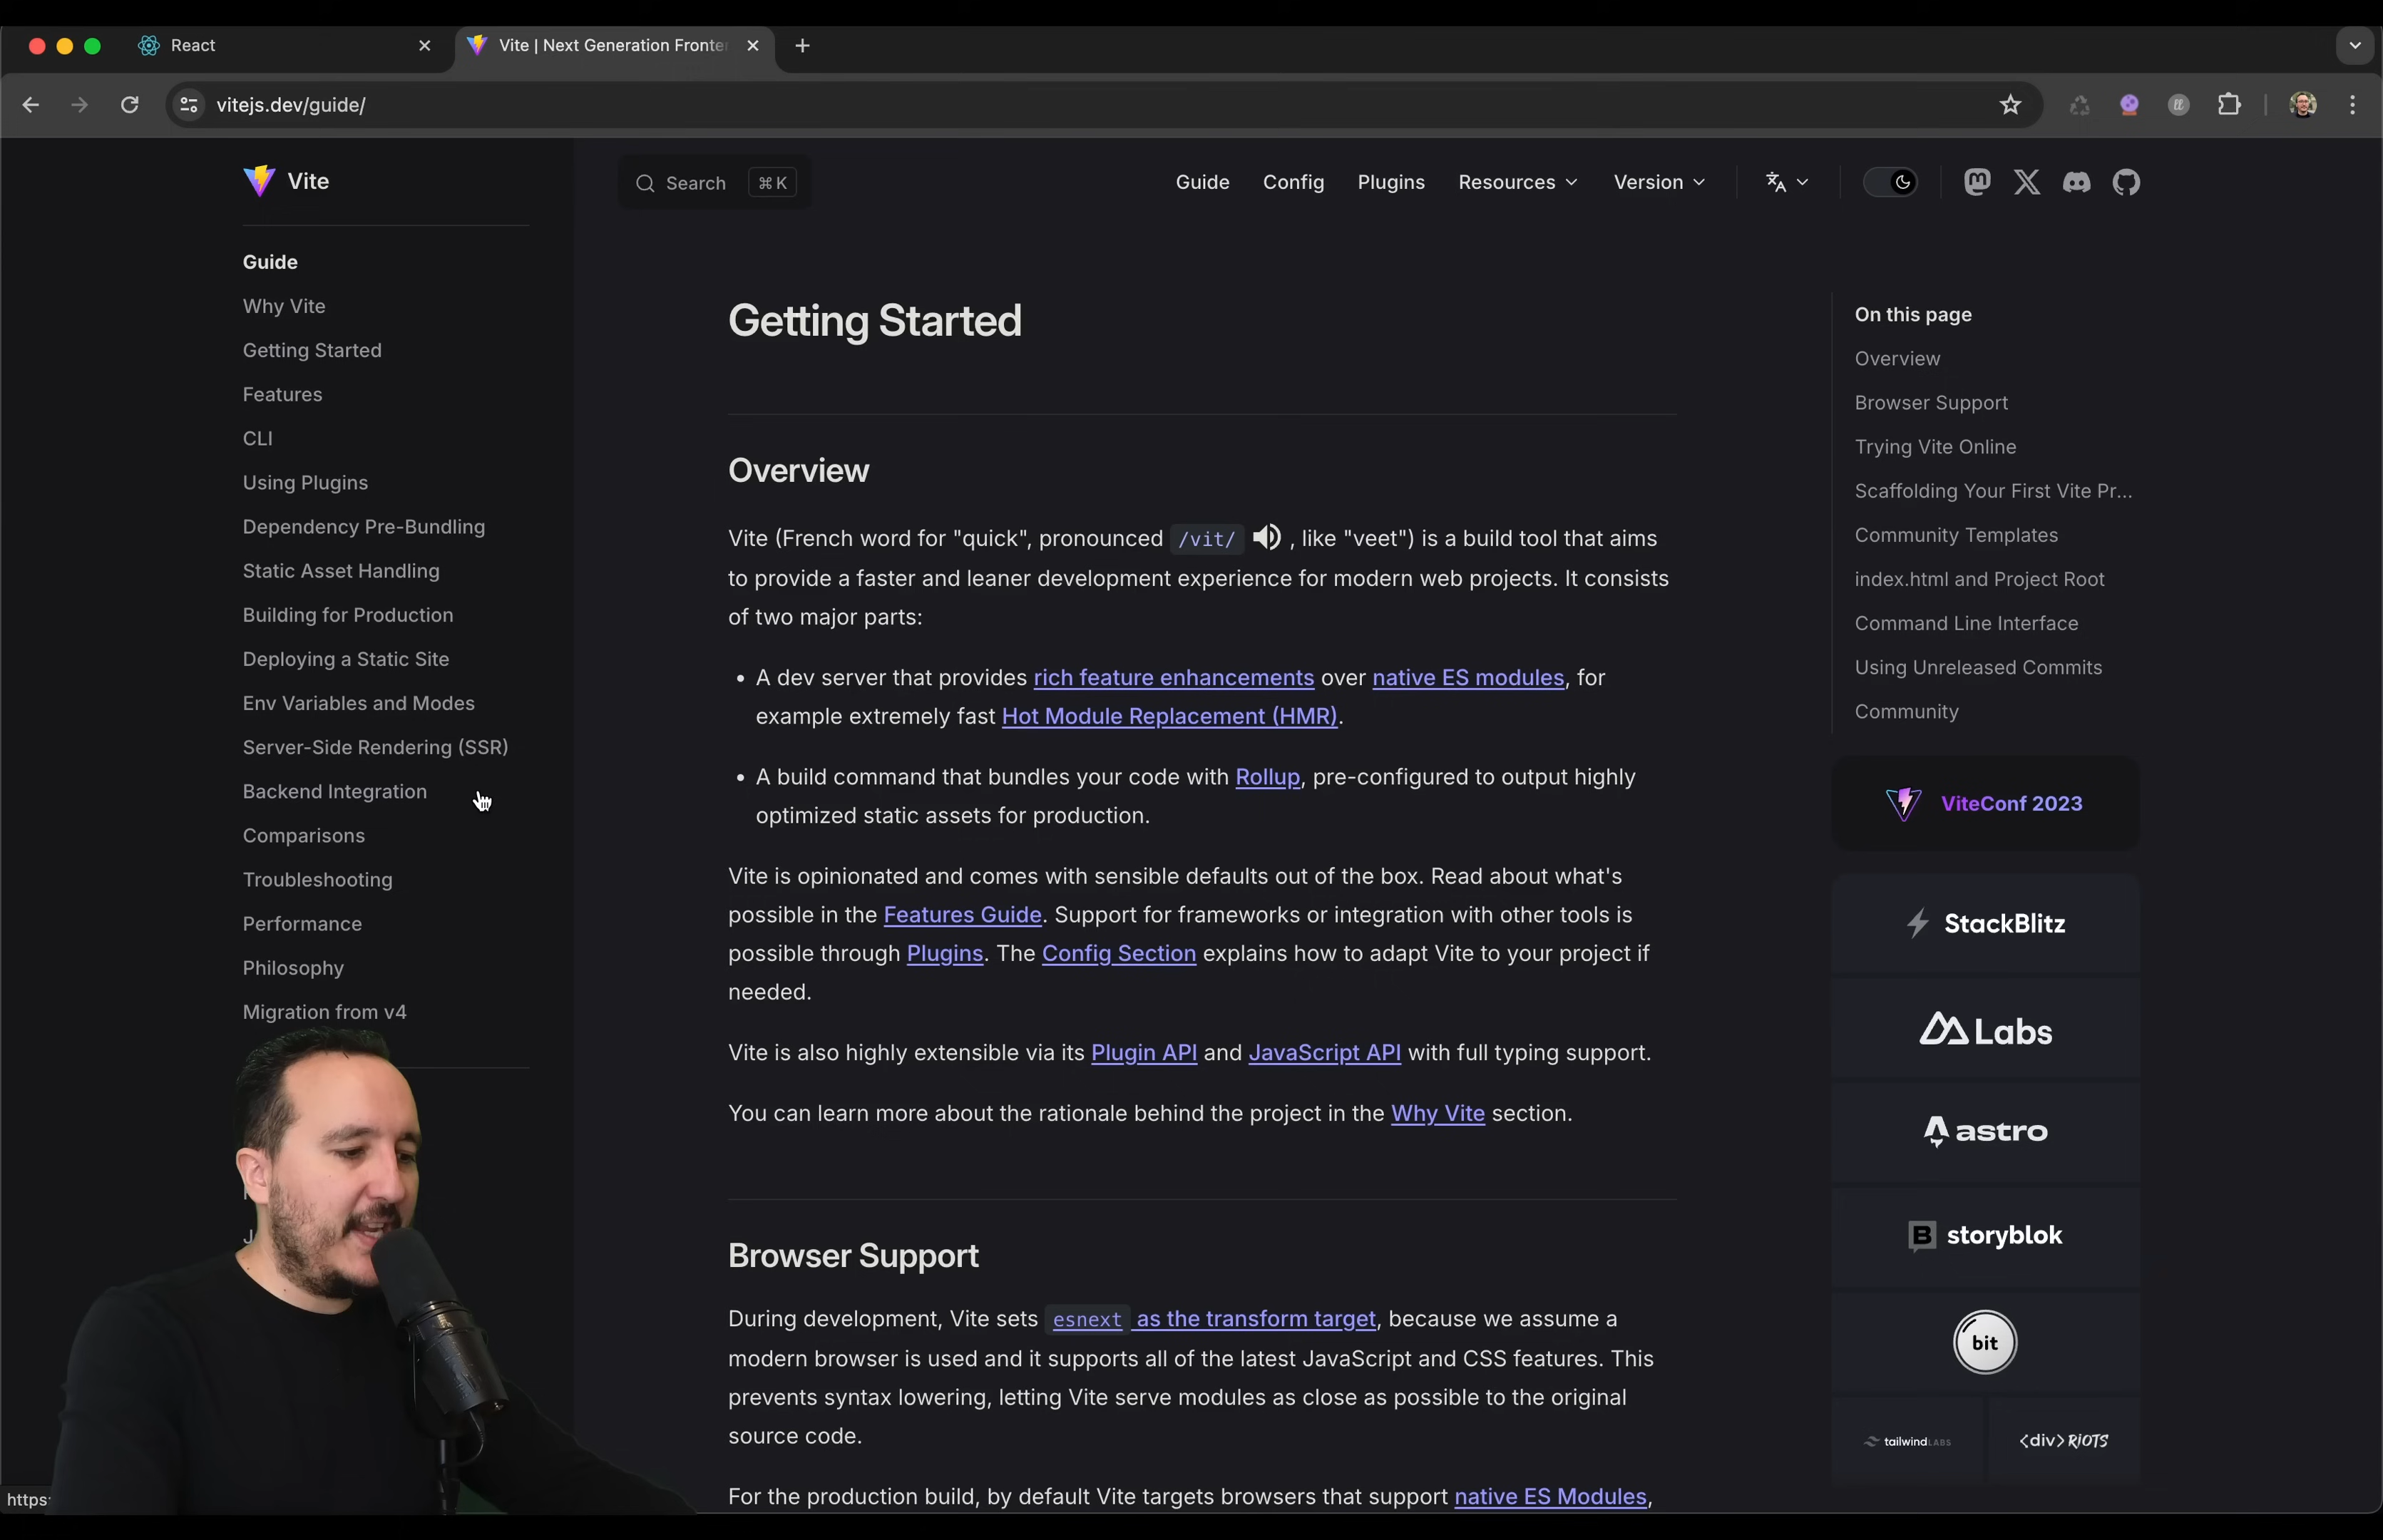 React
Vite | Next Generation Fronte
vitejs.dev/guide/
Vite
Search
⌘ K
Guide
Config
Plugins
Resources
Version
Guide
Why Vite
Getting Started
Features
CLI
Using Plugins
Dependency Pre-Bundling
Static Asset Handling
Building for Production
Deploying a Static Site
Env Variables and Modes
Server-Side Rendering (SSR)
Backend Integration
Comparisons
Troubleshooting
Performance
Philosophy
Migration from v4
Getting Started
Overview
Vite (French word for "quick", pronounced /vit/ , like "veet") is a build tool that aims
to provide a faster and leaner development experience for modern web projects. It consists
of two major parts:
• A dev server that provides rich feature enhancements over native ES modules, for
example extremely fast Hot Module Replacement (HMR).
• A build command that bundles your code with Rollup, pre-configured to output highly
optimized static assets for production.
Vite is opinionated and comes with sensible defaults out of the box. Read about what's
possible in the Features Guide. Support for frameworks or integration with other tools is
possible through Plugins. The Config Section explains how to adapt Vite to your project if
needed.
Vite is also highly extensible via its Plugin API and JavaScript API with full typing support.
You can learn more about the rationale behind the project in the Why Vite section.
Browser Support
During development, Vite sets esnext as the transform target, because we assume a
modern browser is used and it supports all of the latest JavaScript and CSS features. This
prevents syntax lowering, letting Vite serve modules as close as possible to the original
source code.
For the production build, by default Vite targets browsers that support native ES Modules,
On this page
Overview
Browser Support
Trying Vite Online
Scaffolding Your First Vite Pr...
Community Templates
index.html and Project Root
Command Line Interface
Using Unreleased Commits
Community
ViteConf 2023
StackBlitz
Labs
astro
storyblok
bit
tailwind LABS
<div> RIOTS
https: